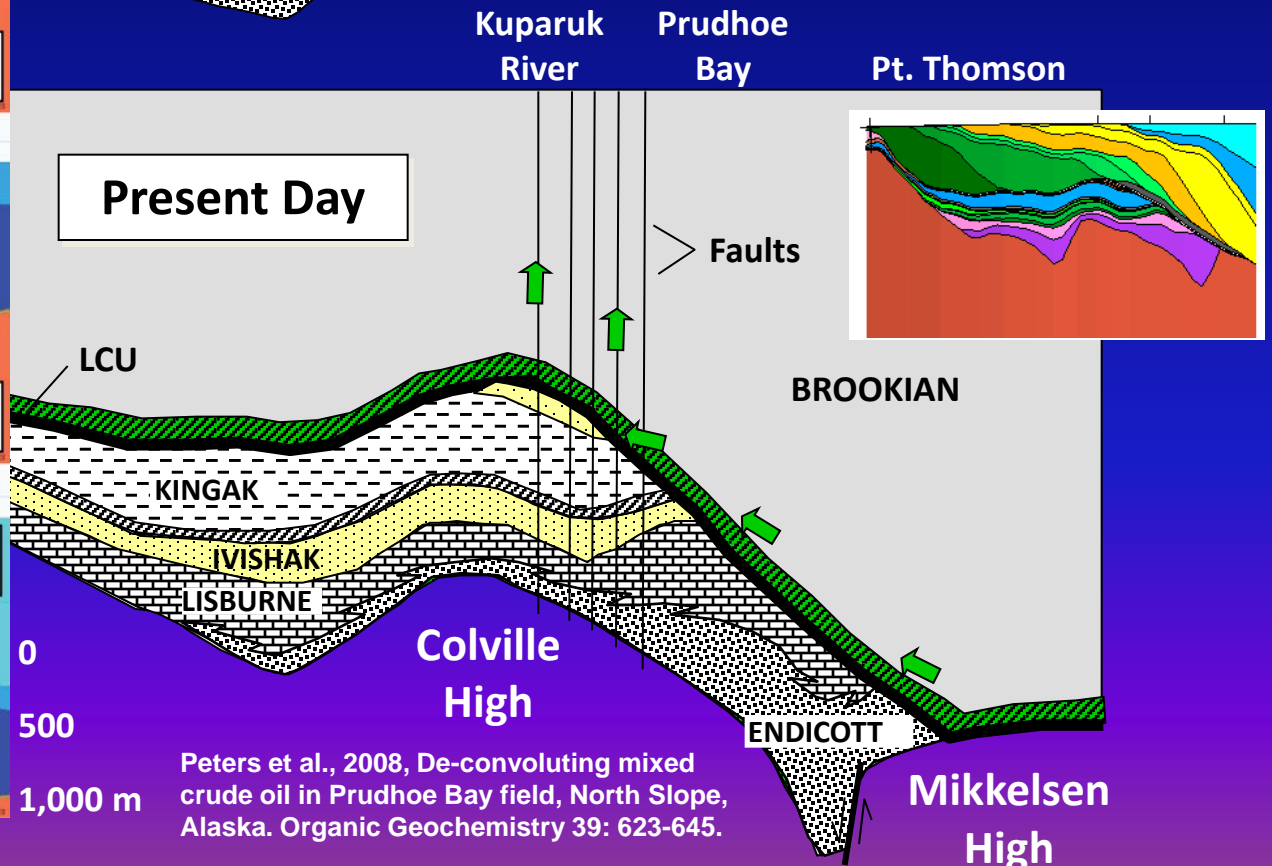 Kuparuk
River
Prudhoe
Bay
Pt. Thomson
Present Day
Faults
LCU
BROOKIAN
KINGAK
IVISHAK
LISBURNE
0
500
1,000 m
Colville
High
ENDICOTT
Mikkelsen
High
Peters et al., 2008, De-convoluting mixed
crude oil in Prudhoe Bay field, North Slope,
Alaska. Organic Geochemistry 39: 623-645.